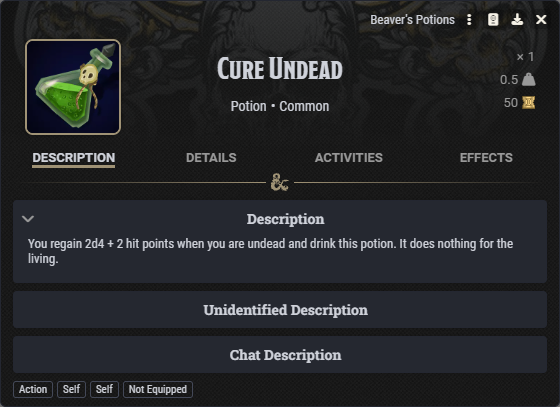 Beaver's Potions
Cure Undead
× 1
0.5
50
Potion • Common
DESCRIPTION DETAILS ACTIVITIES EFFECTS
&
Description
You regain 2d4 + 2 hit points when you are undead and drink this potion. It does nothing for the
living.
Unidentified Description
Chat Description
Action Self Self Not Equipped